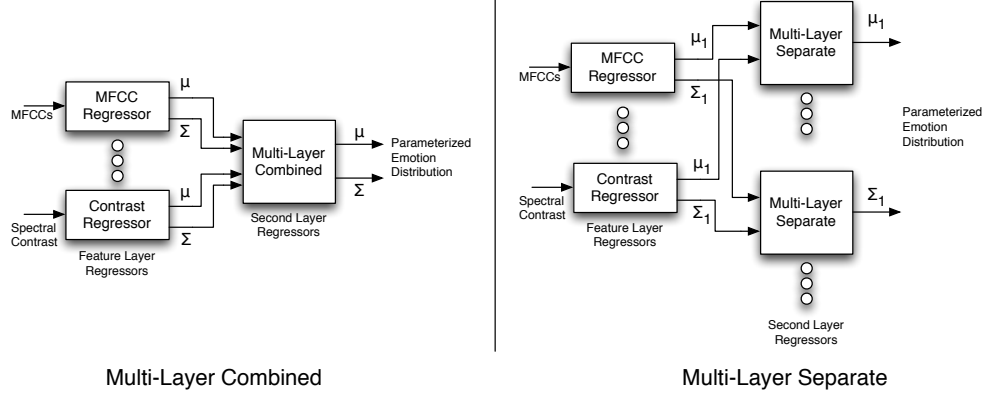 MFCCs
MFCC
Regressor
μ
Σ
Spectral
Contrast
Contrast
Regressor
μ
Σ
Feature Layer
Regressors
Multi-Layer
Combined
Second Layer
Regressors
μ
Σ
Parameterized
Emotion
Distribution
Multi-Layer Combined
MFCCs
MFCC
Regressor
μ1
Σ1
Spectral
Contrast
Contrast
Regressor
μ1
Σ1
Feature Layer
Regressors
Multi-Layer
Separate
μ1
Parameterized
Emotion
Distribution
Multi-Layer
Separate
Σ1
Second Layer
Regressors
Multi-Layer Separate